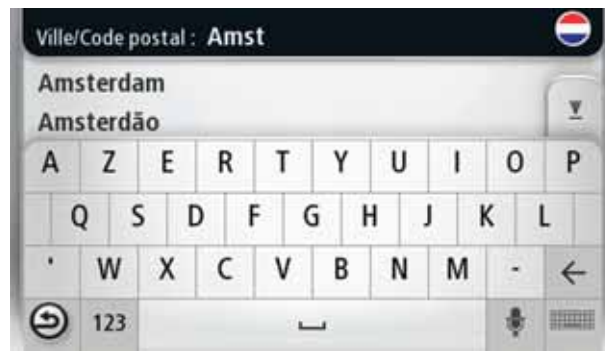 Ville/Code postal : Amst
Amsterdam
Amsterdão
A Z E R T Y U I O P
Q S D F G H J K L
' W X C V B N M -
123